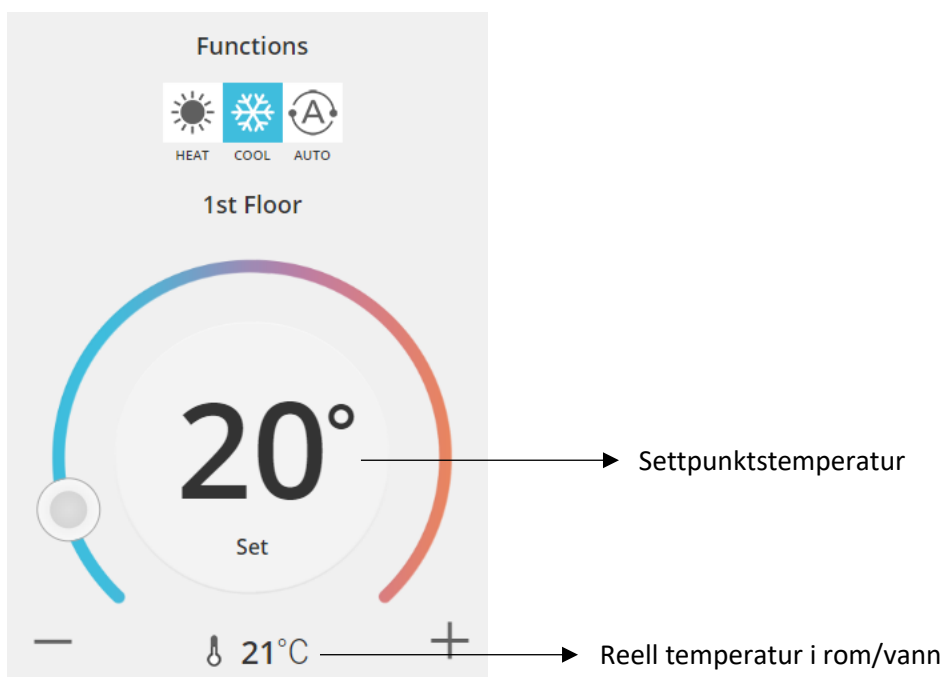 Functions
A
HEAT COOL AUTO
1st Floor
20°
Settpunktstemperatur
Set
21°C
Reell temperatur i rom/vann